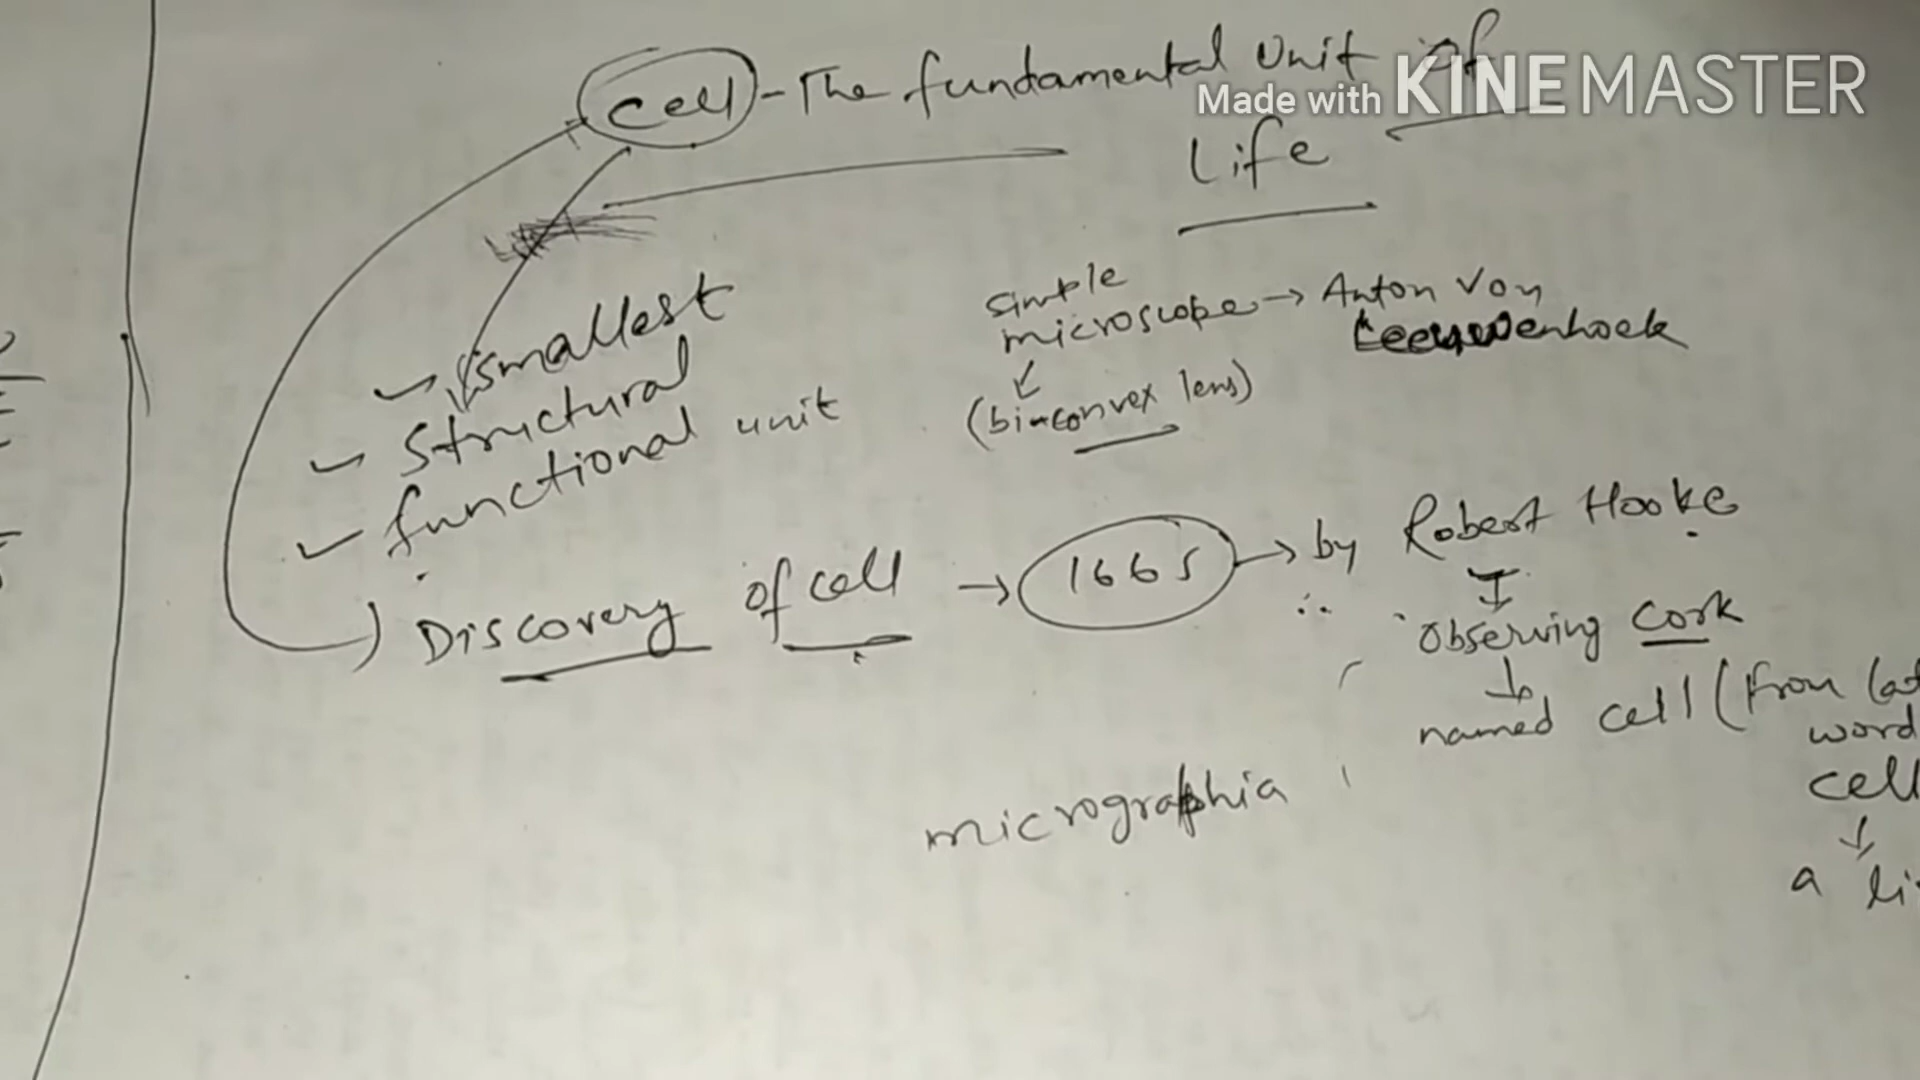 Cell - The fundamental Unit of
Made with KINEMASTER
Life
simple
microscope → Anton Von
Leeuwenhoek
(bi-convex lens)
smallest
structural
functional unit
Discovery of cell → 1665 → by Robert Hooke
observing cork
named cell (from
word
cell
a
micrographia